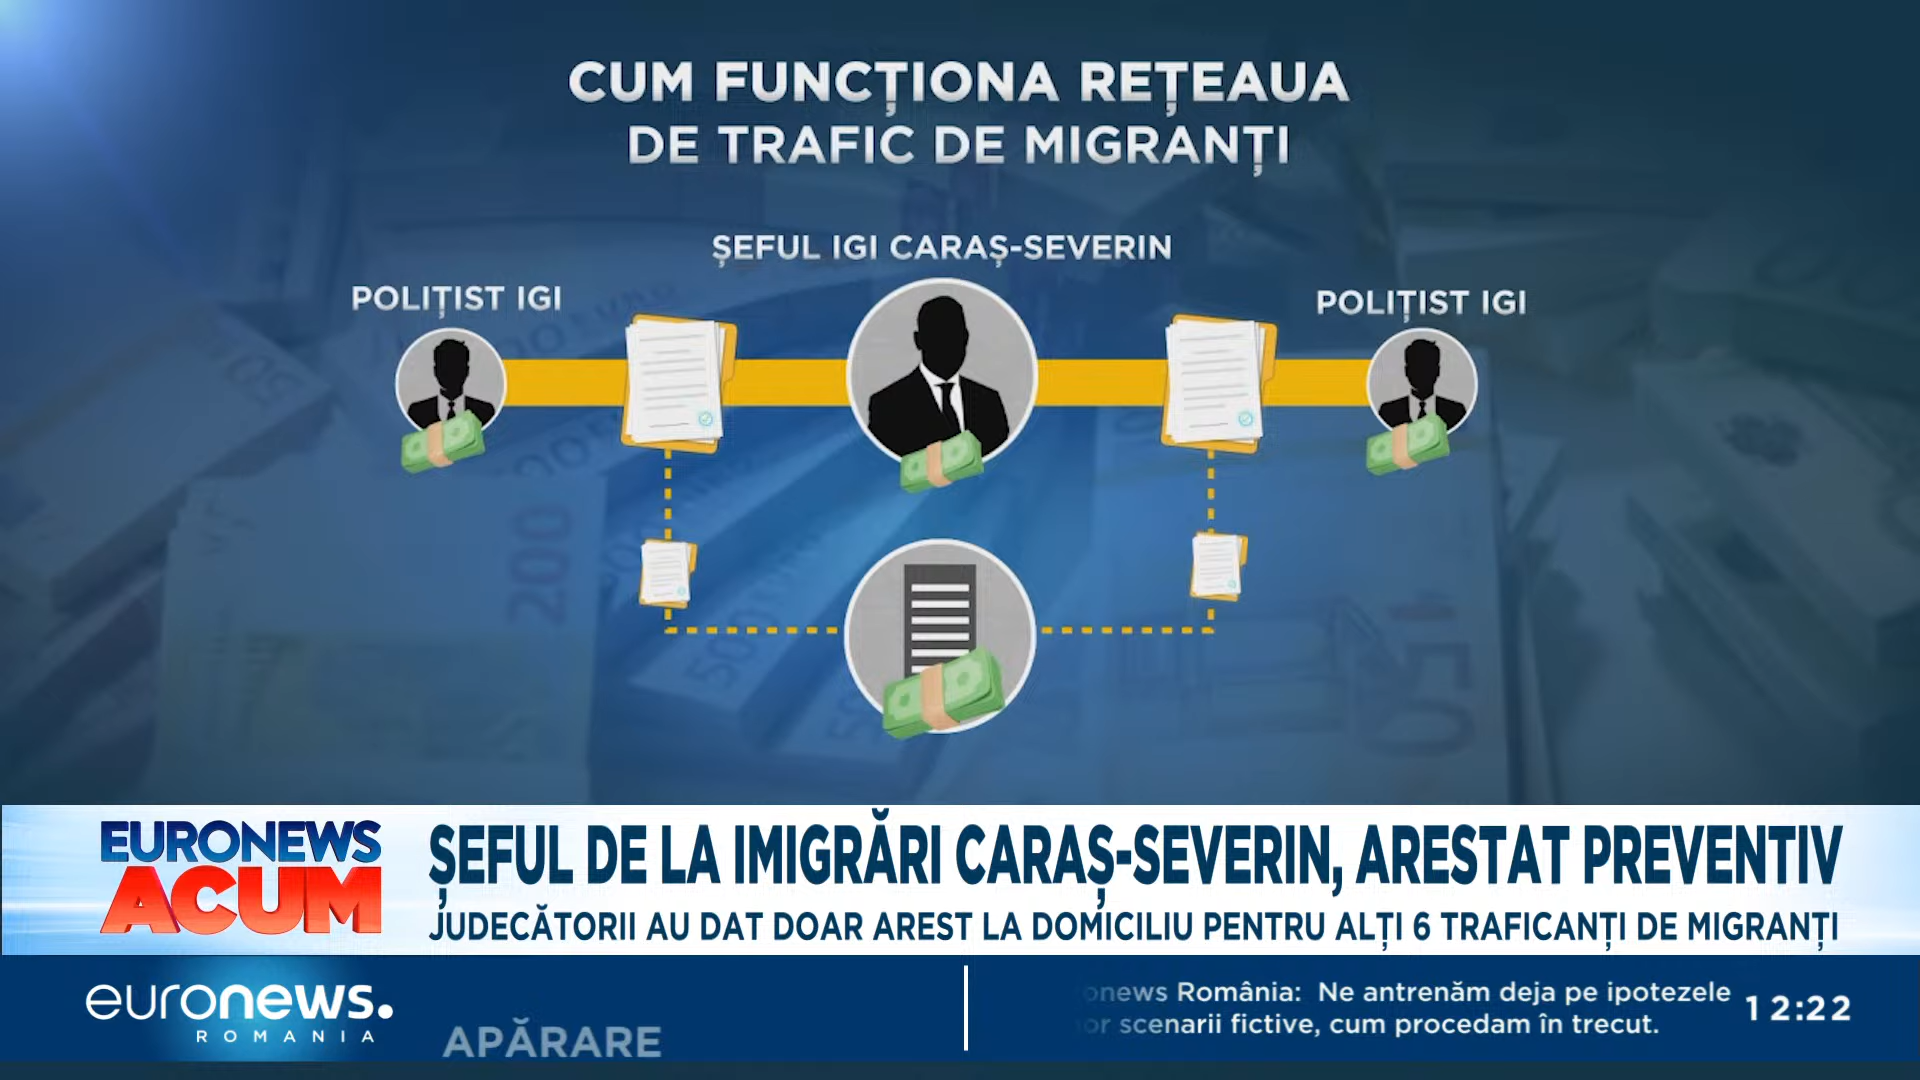 CUM FUNCȚIONA REȚEAUA
DE TRAFIC DE MIGRANȚI
ȘEFUL IGI CARAȘ-SEVERIN
POLIȚIST IGI
POLIȚIST IGI
EURONEWS
ACUM
ȘEFUL DE LA IMIGRĂRI CARAȘ-SEVERIN, ARESTAT PREVENTIV
JUDECĂTORII AU DAT DOAR AREST LA DOMICILIU PENTRU ALȚI 6 TRAFICANȚI DE MIGRANȚI
euronews.
ROMANIA
APĂRARE
România: Ne antrenăm deja pe ipotezele
scenarii fictive, cum procedam în trecut.
12:22